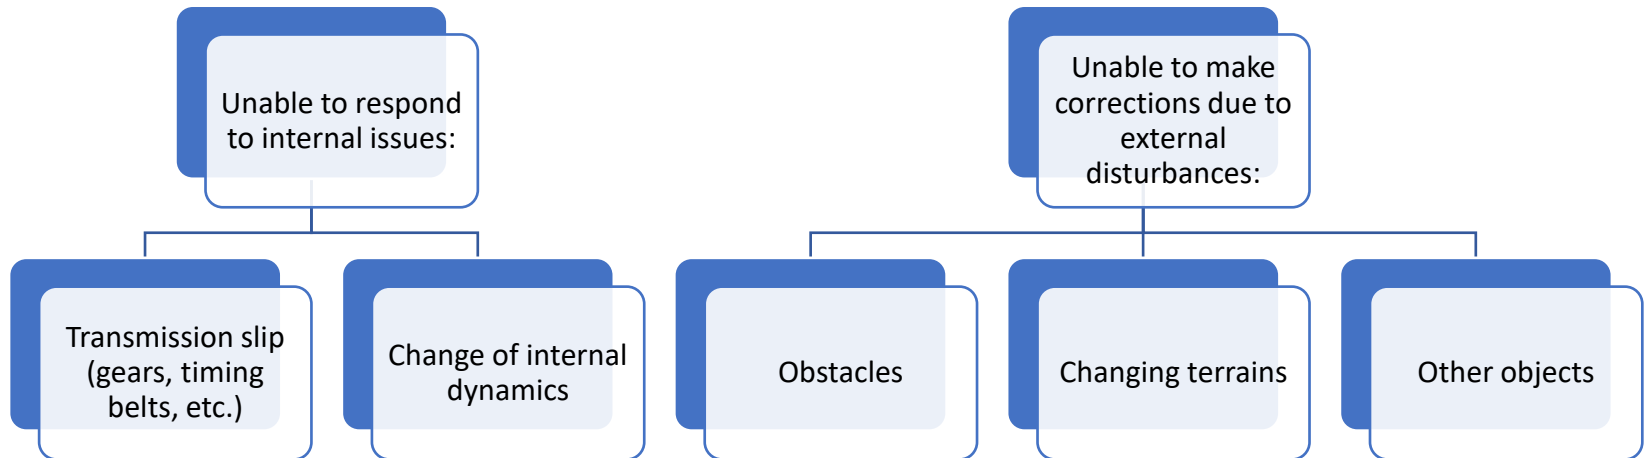 Unable to respond
to internal issues:
Unable to make
corrections due to
external
disturbances:
Transmission slip
(gears, timing
belts, etc.)
Change of internal
dynamics
Obstacles
Changing terrains
Other objects